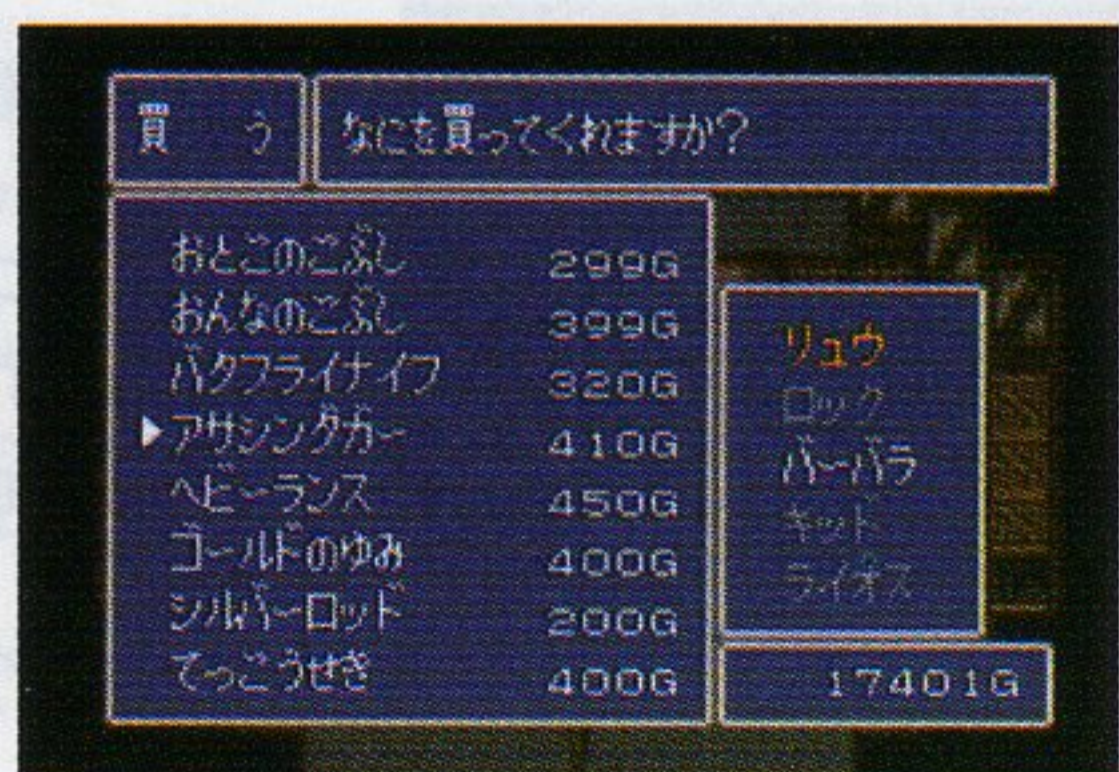 買　う
なにを買ってくれますか?
おとこのこぶし 299G
おんなのこぶし 399G
バタフライナイフ 320G
▶アサシンダガー 410G
ヘビーランス 450G
ゴールドのゆみ 400G
シルバーロッド 200G
てっこうせき 400G
リュウ
ロック
バーバラ
キッド
ライオス
17401G